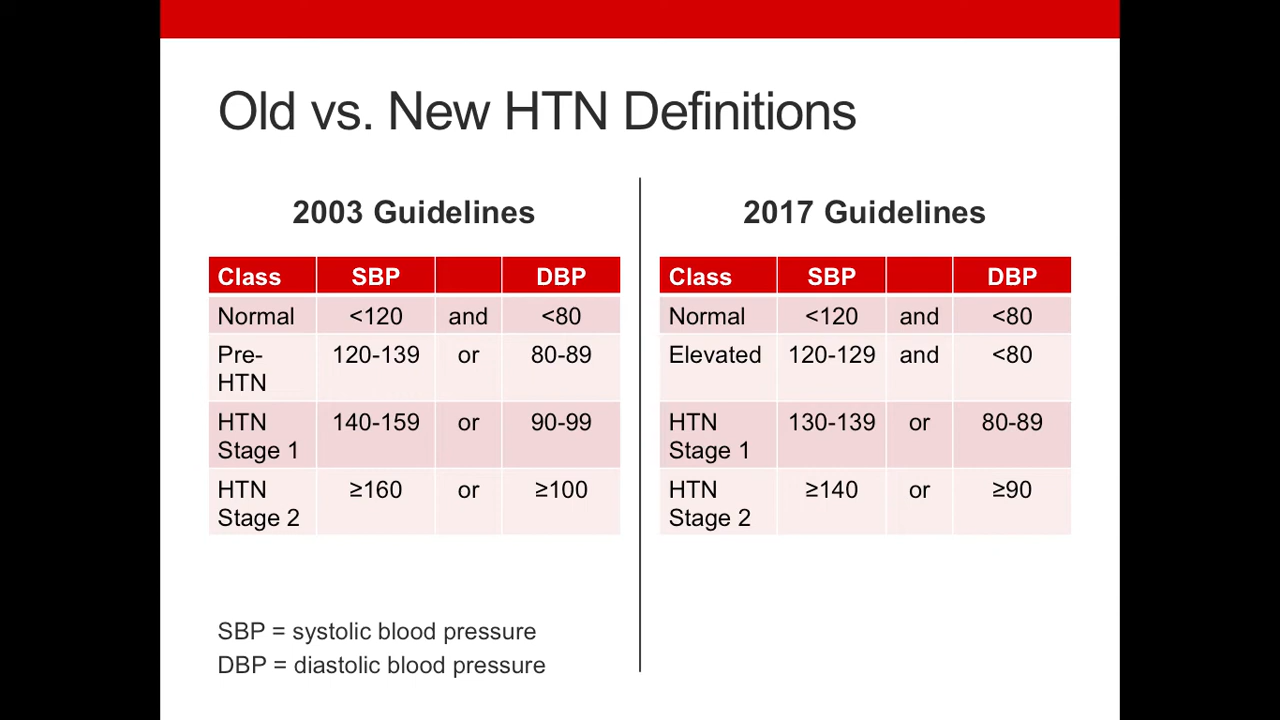 Old vs. New HTN Definitions
2003 Guidelines
Class SBP DBP
Normal <120 and <80
Pre- 120-139 or 80-89
HTN
HTN 140-159 or 90-99
Stage 1
HTN ≥160 or ≥100
Stage 2
SBP = systolic blood pressure
DBP = diastolic blood pressure
2017 Guidelines
Class SBP DBP
Normal <120 and <80
Elevated 120-129 and <80
HTN 130-139 or 80-89
Stage 1
HTN ≥140 or ≥90
Stage 2